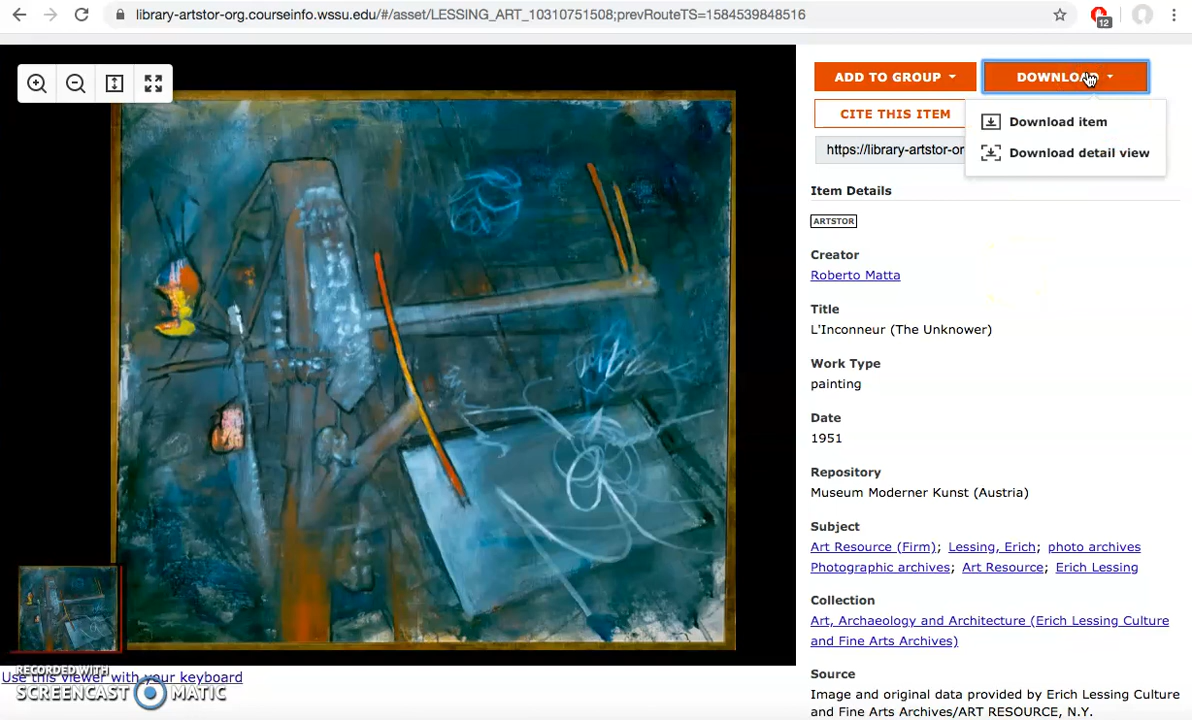 library-artstor-org.courseinfo.wssu.edu/#/asset/LESSING_ART_10310751508;prevRouteTS=1584539848516
12
ADD TO GROUP
DOWNLOAD
CITE THIS ITEM
Download item
https://library-artstor-or
Download detail view
Item Details
ARTSTOR
Creator
Roberto Matta
Title
L'Inconneur (The Unknower)
Work Type
painting
Date
1951
Repository
Museum Moderner Kunst (Austria)
Subject
Art Resource (Firm); Lessing, Erich; photo archives
Photographic archives; Art Resource; Erich Lessing
Collection
Art, Archaeology and Architecture (Erich Lessing Culture
and Fine Arts Archives)
Source
Image and original data provided by Erich Lessing Culture
and Fine Arts Archives/ART RESOURCE, N.Y.
Use this viewer with your keyboard
RECORDED WITH
SCREENCAST MATIC